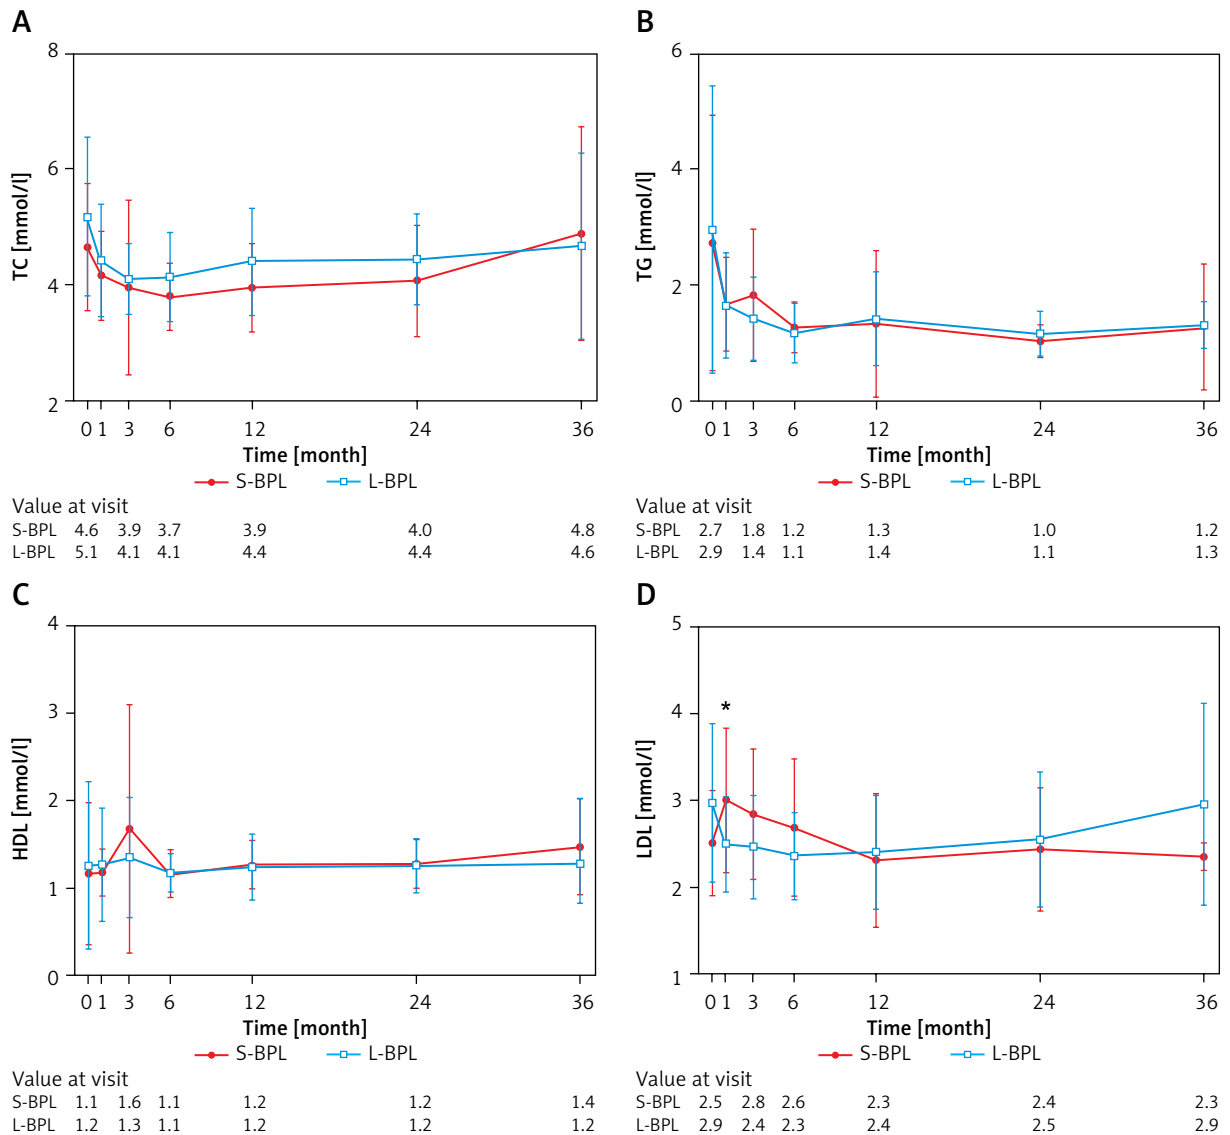 A
TC [mmol/l]
8
6
4
2
0 1 3 6 12 24 36
Time [month]
S-BPL L-BPL
Value at visit
S-BPL 4.6 3.9 3.7 3.9 4.0 4.8
L-BPL 5.1 4.1 4.1 4.4 4.4 4.6
B
TG [mmol/l]
6
4
2
0
0 1 3 6 12 24 36
Time [month]
S-BPL L-BPL
Value at visit
S-BPL 2.7 1.8 1.2 1.3 1.0 1.2
L-BPL 2.9 1.4 1.1 1.4 1.1 1.3
C
HDL [mmol/l]
4
3
2
1
0
0 1 3 6 12 24 36
Time [month]
S-BPL L-BPL
Value at visit
S-BPL 1.1 1.6 1.1 1.2 1.2 1.4
L-BPL 1.2 1.3 1.1 1.2 1.2 1.2
D
LDL [mmol/l]
5
4
3
2
1
*
0 1 3 6 12 24 36
Time [month]
S-BPL L-BPL
Value at visit
S-BPL 2.5 2.8 2.6 2.3 2.4 2.3
L-BPL 2.9 2.4 2.3 2.4 2.5 2.9